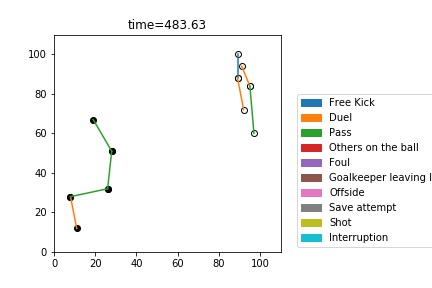 time=483.63
100
80
60
40
20
0
0 20 40 60 80 100
Free Kick
Duel
Pass
Others on the ball
Foul
Goalkeeper leaving l
Offside
Save attempt
Shot
Interruption